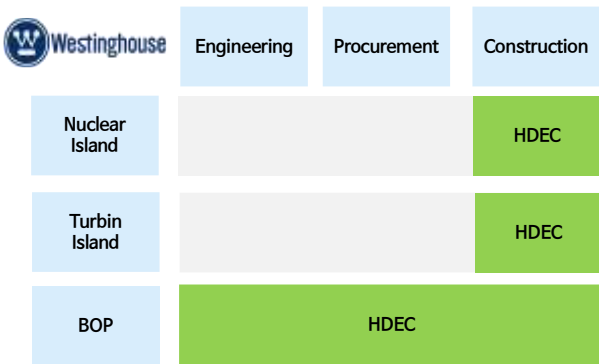 W Westinghouse
Engineering
Procurement
Construction
Nuclear
Island
HDEC
Turbin
Island
HDEC
BOP
HDEC